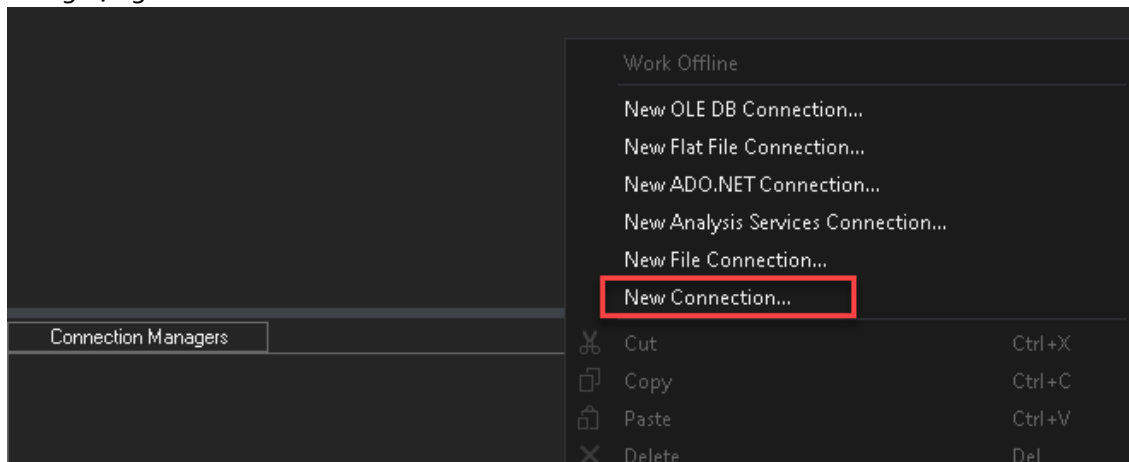 Work Offline
New OLE DB Connection...
New Flat File Connection...
New ADO.NET Connection...
New Analysis Services Connection...
New File Connection...
New Connection...
Connection Managers
Cut Ctrl+X
Copy Ctrl+C
Paste Ctrl+V
Delete Del